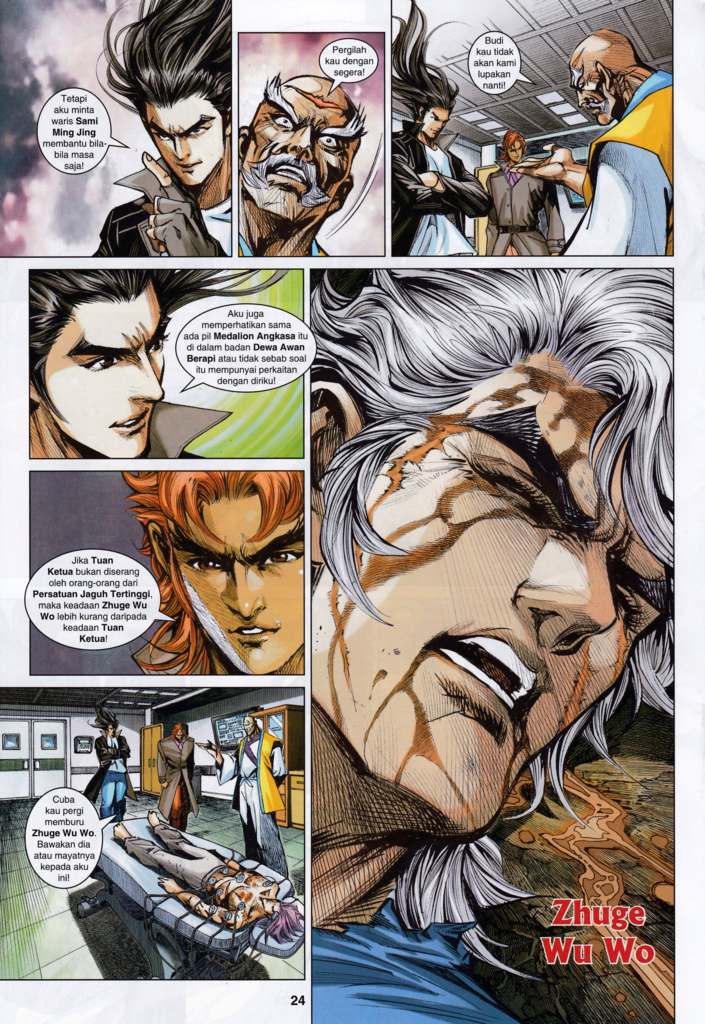 Tetapi
aku minta
waris Sami
Ming Jing
membantu bila-
bila masa
saja!
Pergilah
kau dengan
segera!
Budi
kau tidak
akan kami
lupakan
nanti!
Aku juga
memperhatikan sama
ada pil Medalion Angkasa itu
di dalam badan Dewa Awan
Berapi atau tidak sebab soal
itu mempunyai perkaitan
dengan diriku!
Jika Tuan
Ketua bukan diserang
oleh orang-orang dari
Persatuan Jaguh Tertinggi,
maka keadaan Zhuge Wu
Wo lebih kurang daripada
keadaan Tuan
Ketua!
Cuba
kau pergi
memburu
Zhuge Wu Wo.
Bawakan dia
atau mayatnya
kepada aku
ini!
Zhuge
Wu Wo
24